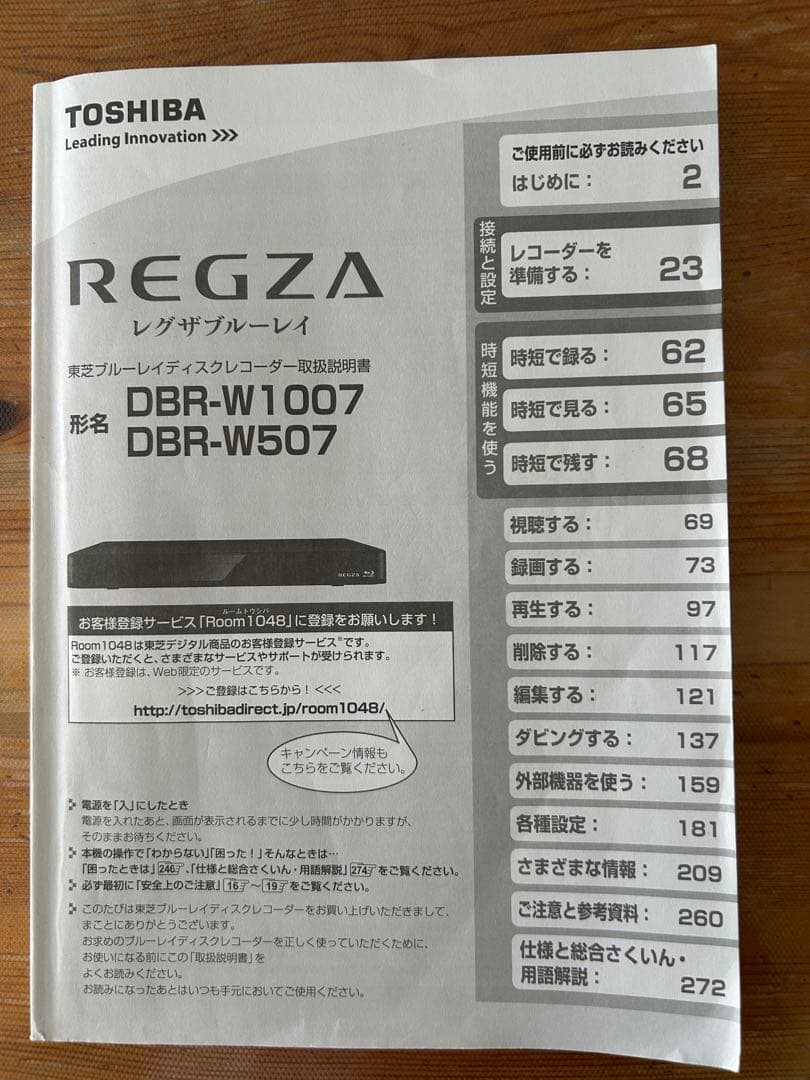 TOSHIBA
Leading Innovation >>>
REGZA
レグザブルーレイ
東芝ブルーレイディスクレコーダー取扱説明書
形名
DBR-W1007
DBR-W507
REGZA
ルームトウシバ
お客様登録サービス「Room1048」に登録をお願いします！
Room1048は東芝デジタル商品のお客様登録サービス※です。
ご登録いただくと、さまざまなサービスやサポートが受けられます。
※ お客様登録は、Web限定のサービスです。
>>>ご登録はこちらから！<<<
http://toshibadirect.jp/room1048/
キャンペーン情報も
こちらをご覧ください。
電源を「入」にしたとき
電源を入れたあと、画面が表示されるまでに少し時間がかかりますが、
そのままお待ちください。
本機の操作で「わからない」「困った！」そんなときは…
「困ったときは」246、「仕様と総合さくいん・用語解説」274をご覧ください。
必ず最初に「安全上のご注意」16～19をご覧ください。
このたびは東芝ブルーレイディスクレコーダーをお買い上げいただきまして、
まことにありがとうございます。
お求めのブルーレイディスクレコーダーを正しく使っていただくために、
お使いになる前にこの「取扱説明書」を
よくお読みください。
お読みになったあとはいつも手元においてご使用ください。
ご使用前に必ずお読みください
はじめに： 2
接続と設定
レコーダーを
準備する： 23
時短機能を使う
時短で録る： 62
時短で見る： 65
時短で残す： 68
視聴する： 69
録画する： 73
再生する： 97
削除する： 117
編集する： 121
ダビングする： 137
外部機器を使う： 159
各種設定： 181
さまざまな情報： 209
ご注意と参考資料： 260
仕様と総合さくいん・
用語解説： 272